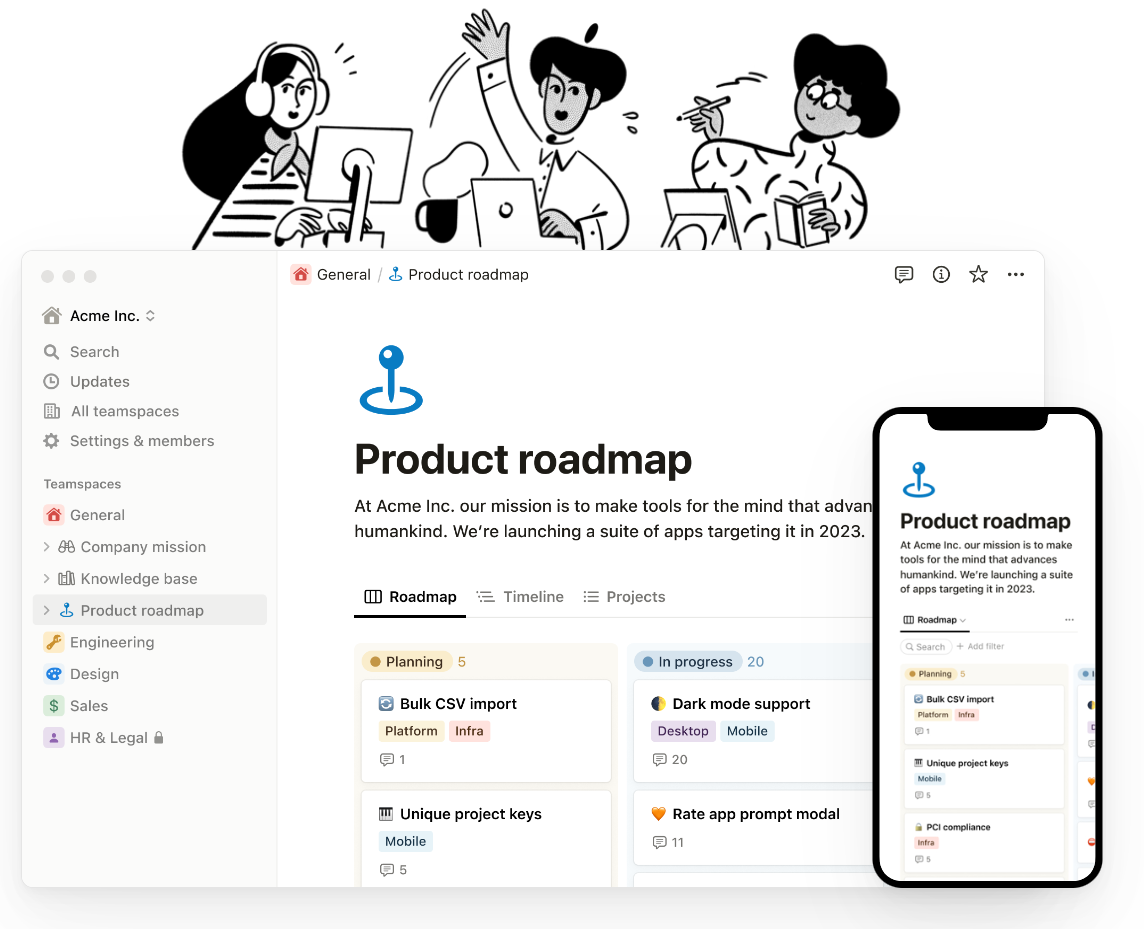 General / Product roadmap
Acme Inc.
Search
Updates
All teamspaces
Settings & members
Teamspaces
General
Company mission
Knowledge base
Product roadmap
Engineering
Design
Sales
HR & Legal
Product roadmap
At Acme Inc. our mission is to make tools for the mind that advan
humankind. We’re launching a suite of apps targeting it in 2023.
Roadmap Timeline Projects
Planning 5
Bulk CSV import
Platform Infra
1
Unique project keys
Mobile
5
In progress 20
Dark mode support
Desktop Mobile
20
Rate app prompt modal
11
Product roadmap
At Acme Inc. our mission is to make
tools for the mind that advances
humankind. We’re launching a suite
of apps targeting it in 2023.
Roadmap
Search + Add filter
Planning 5
Bulk CSV import
Platform Infra
1
Unique project keys
Mobile
5
PCI compliance
Infra
5